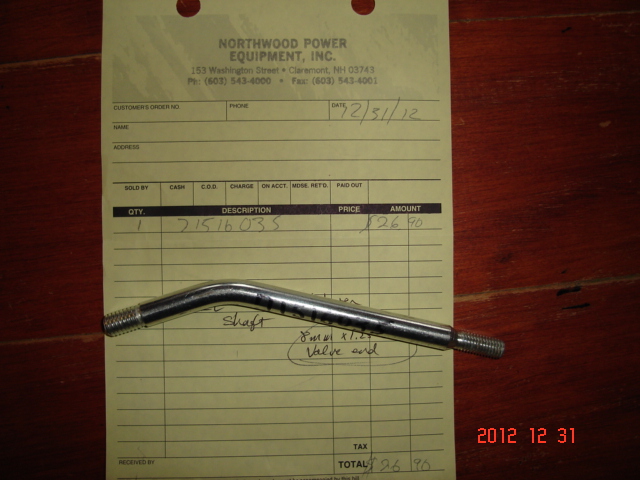 NORTHWOOD POWER
EQUIPMENT, INC.
153 Washington Street • Claremont, NH 03743
Ph: (603) 543-4000 • Fax: (603) 543-4001
CUSTOMER'S ORDER NO. PHONE DATE 12/31/12
NAME
ADDRESS
SOLD BY CASH C.O.D. CHARGE ON ACCT. MDSE. RET'D. PAID OUT
QTY. DESCRIPTION PRICE AMOUNT
1 21516035 $26 90
Shaft
8mm x1.25
Valve end
TAX
RECEIVED BY TOTAL $26 90
2012 12 31